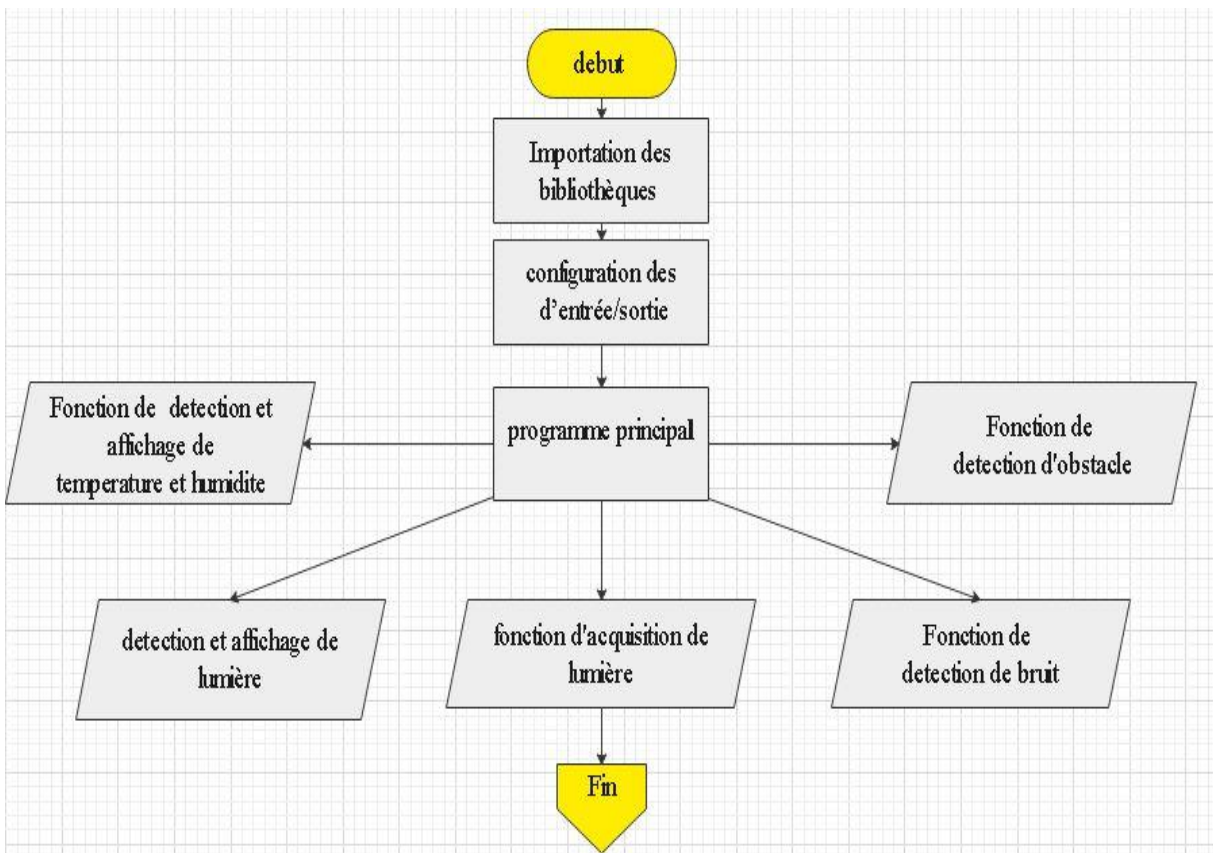 debut
Importation des
bibliothèques
configuration des
d'entrée/sortie
programme principal
Fonction de detection et
affichage de
temperature et humidite
Fonction de
detection d'obstacle
detection et affichage de
lumière
fonction d'acquisition de
lumière
Fonction de
detection de bruit
Fin